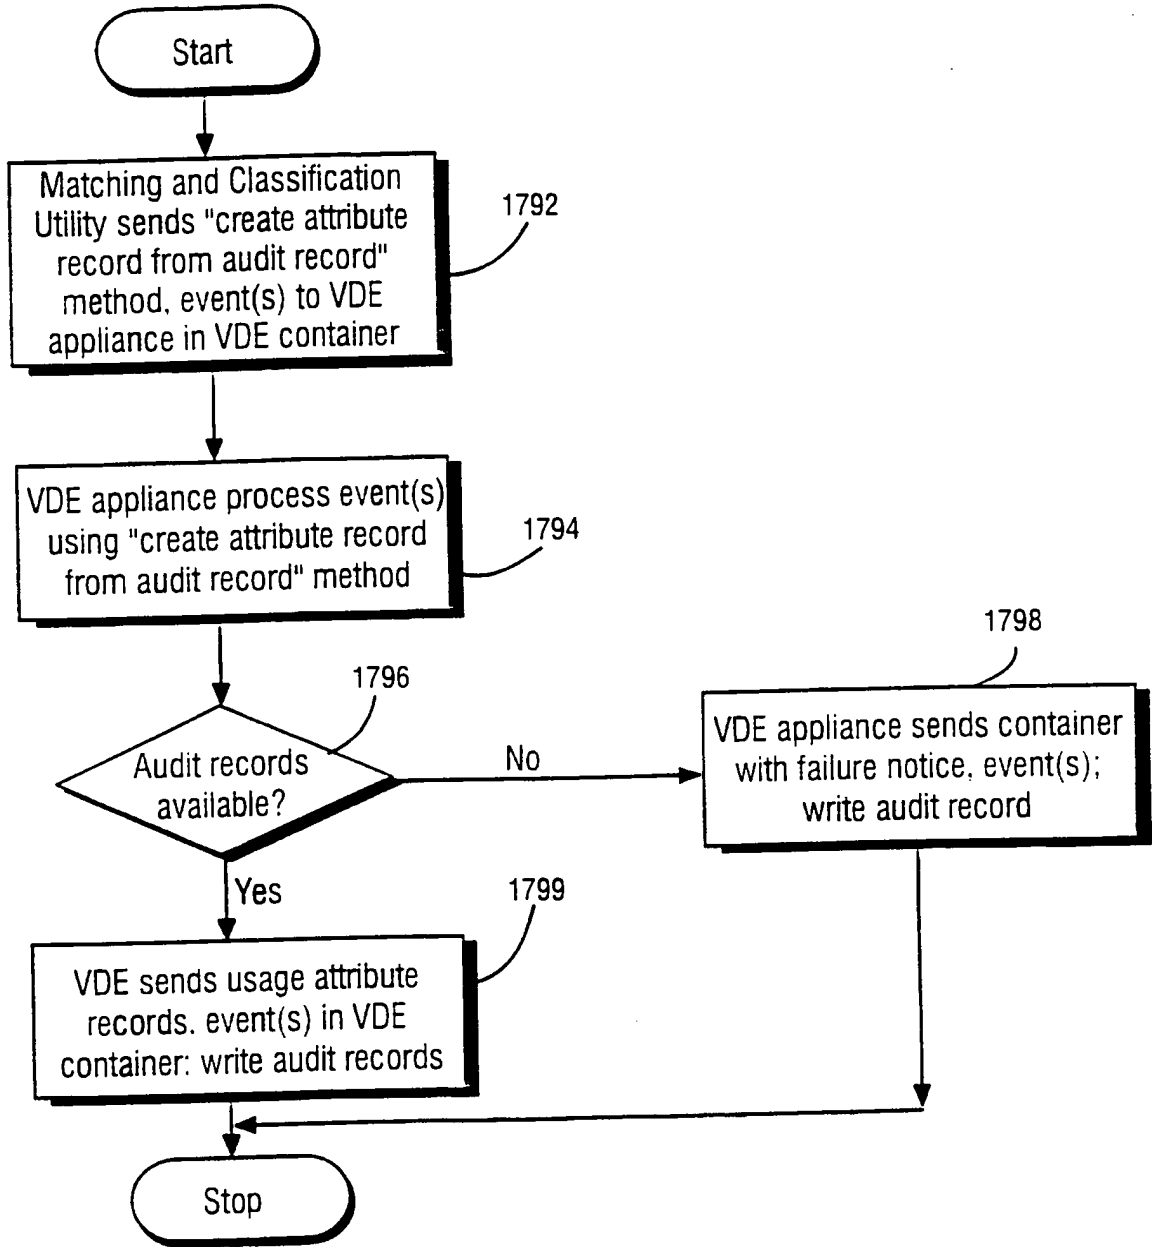 Start
Matching and Classification
Utility sends "create attribute
record from audit record"
method, event(s) to VDE
appliance in VDE container
1792
VDE appliance process event(s)
using "create attribute record
from audit record" method
1794
1796
Audit records
available?
No
Yes
1798
VDE appliance sends container
with failure notice, event(s);
write audit record
1799
VDE sends usage attribute
records. event(s) in VDE
container: write audit records
Stop